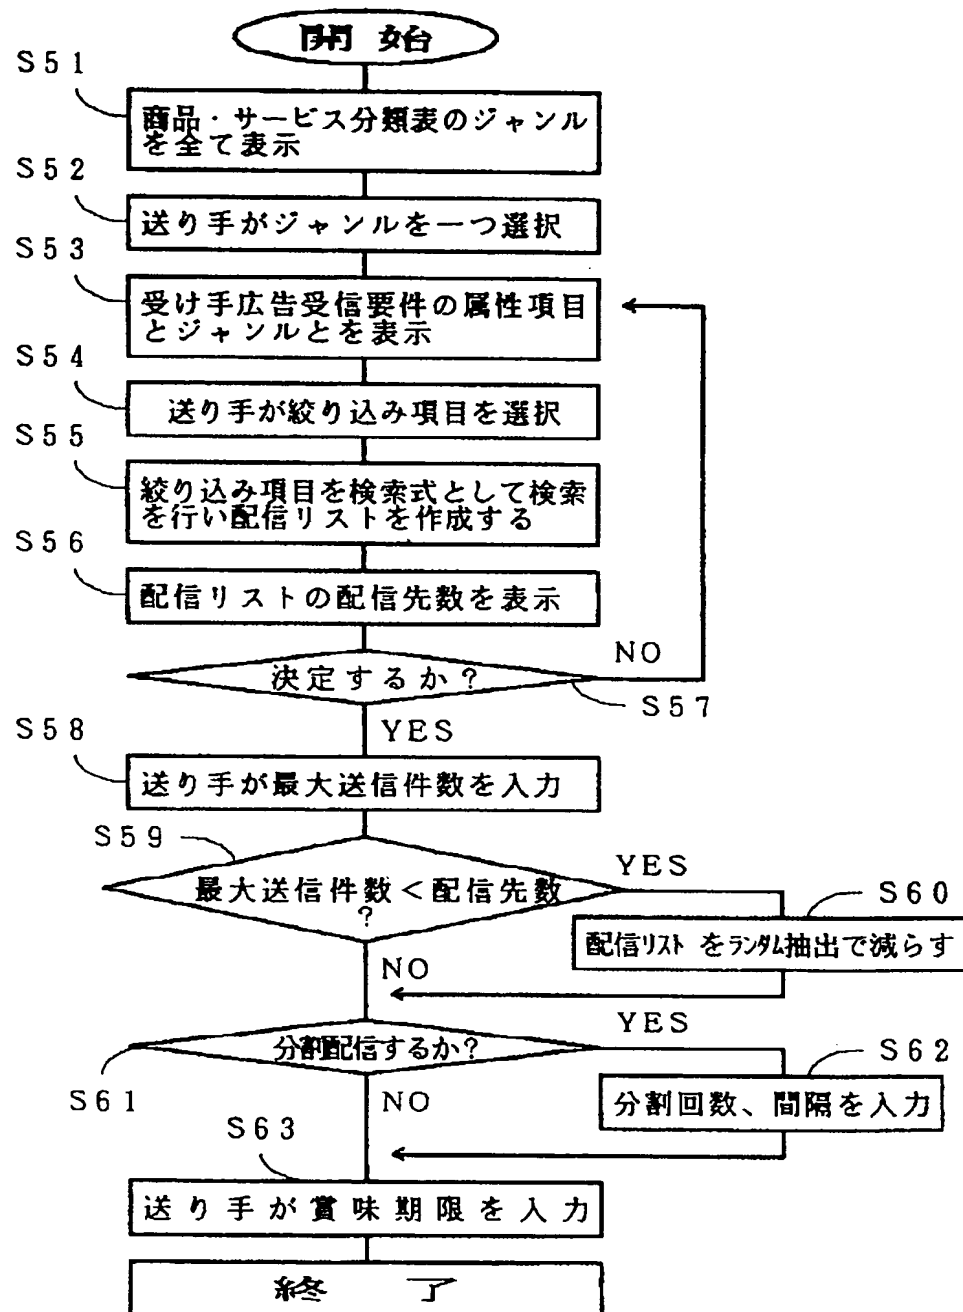 開 始
S51
商品・サービス分類表のジャンル
を全て表示
S52
送り手がジャンルを一つ選択
S53
受け手広告受信要件の属性項目
とジャンルとを表示
S54
送り手が絞り込み項目を選択
S55
絞り込み項目を検索式として検索
を行い配信リストを作成する
S56
配信リストの配信先数を表示
NO
決定するか?
S57
YES
S58
送り手が最大送信件数を入力
S59
最大送信件数<配信先数
?
YES
S60
配信リスト をランダム抽出で減らす
NO
YES
分割配信するか?
S61
S62
分割回数、間隔を入力
NO
S63
送り手が賞味期限を入力
終 了